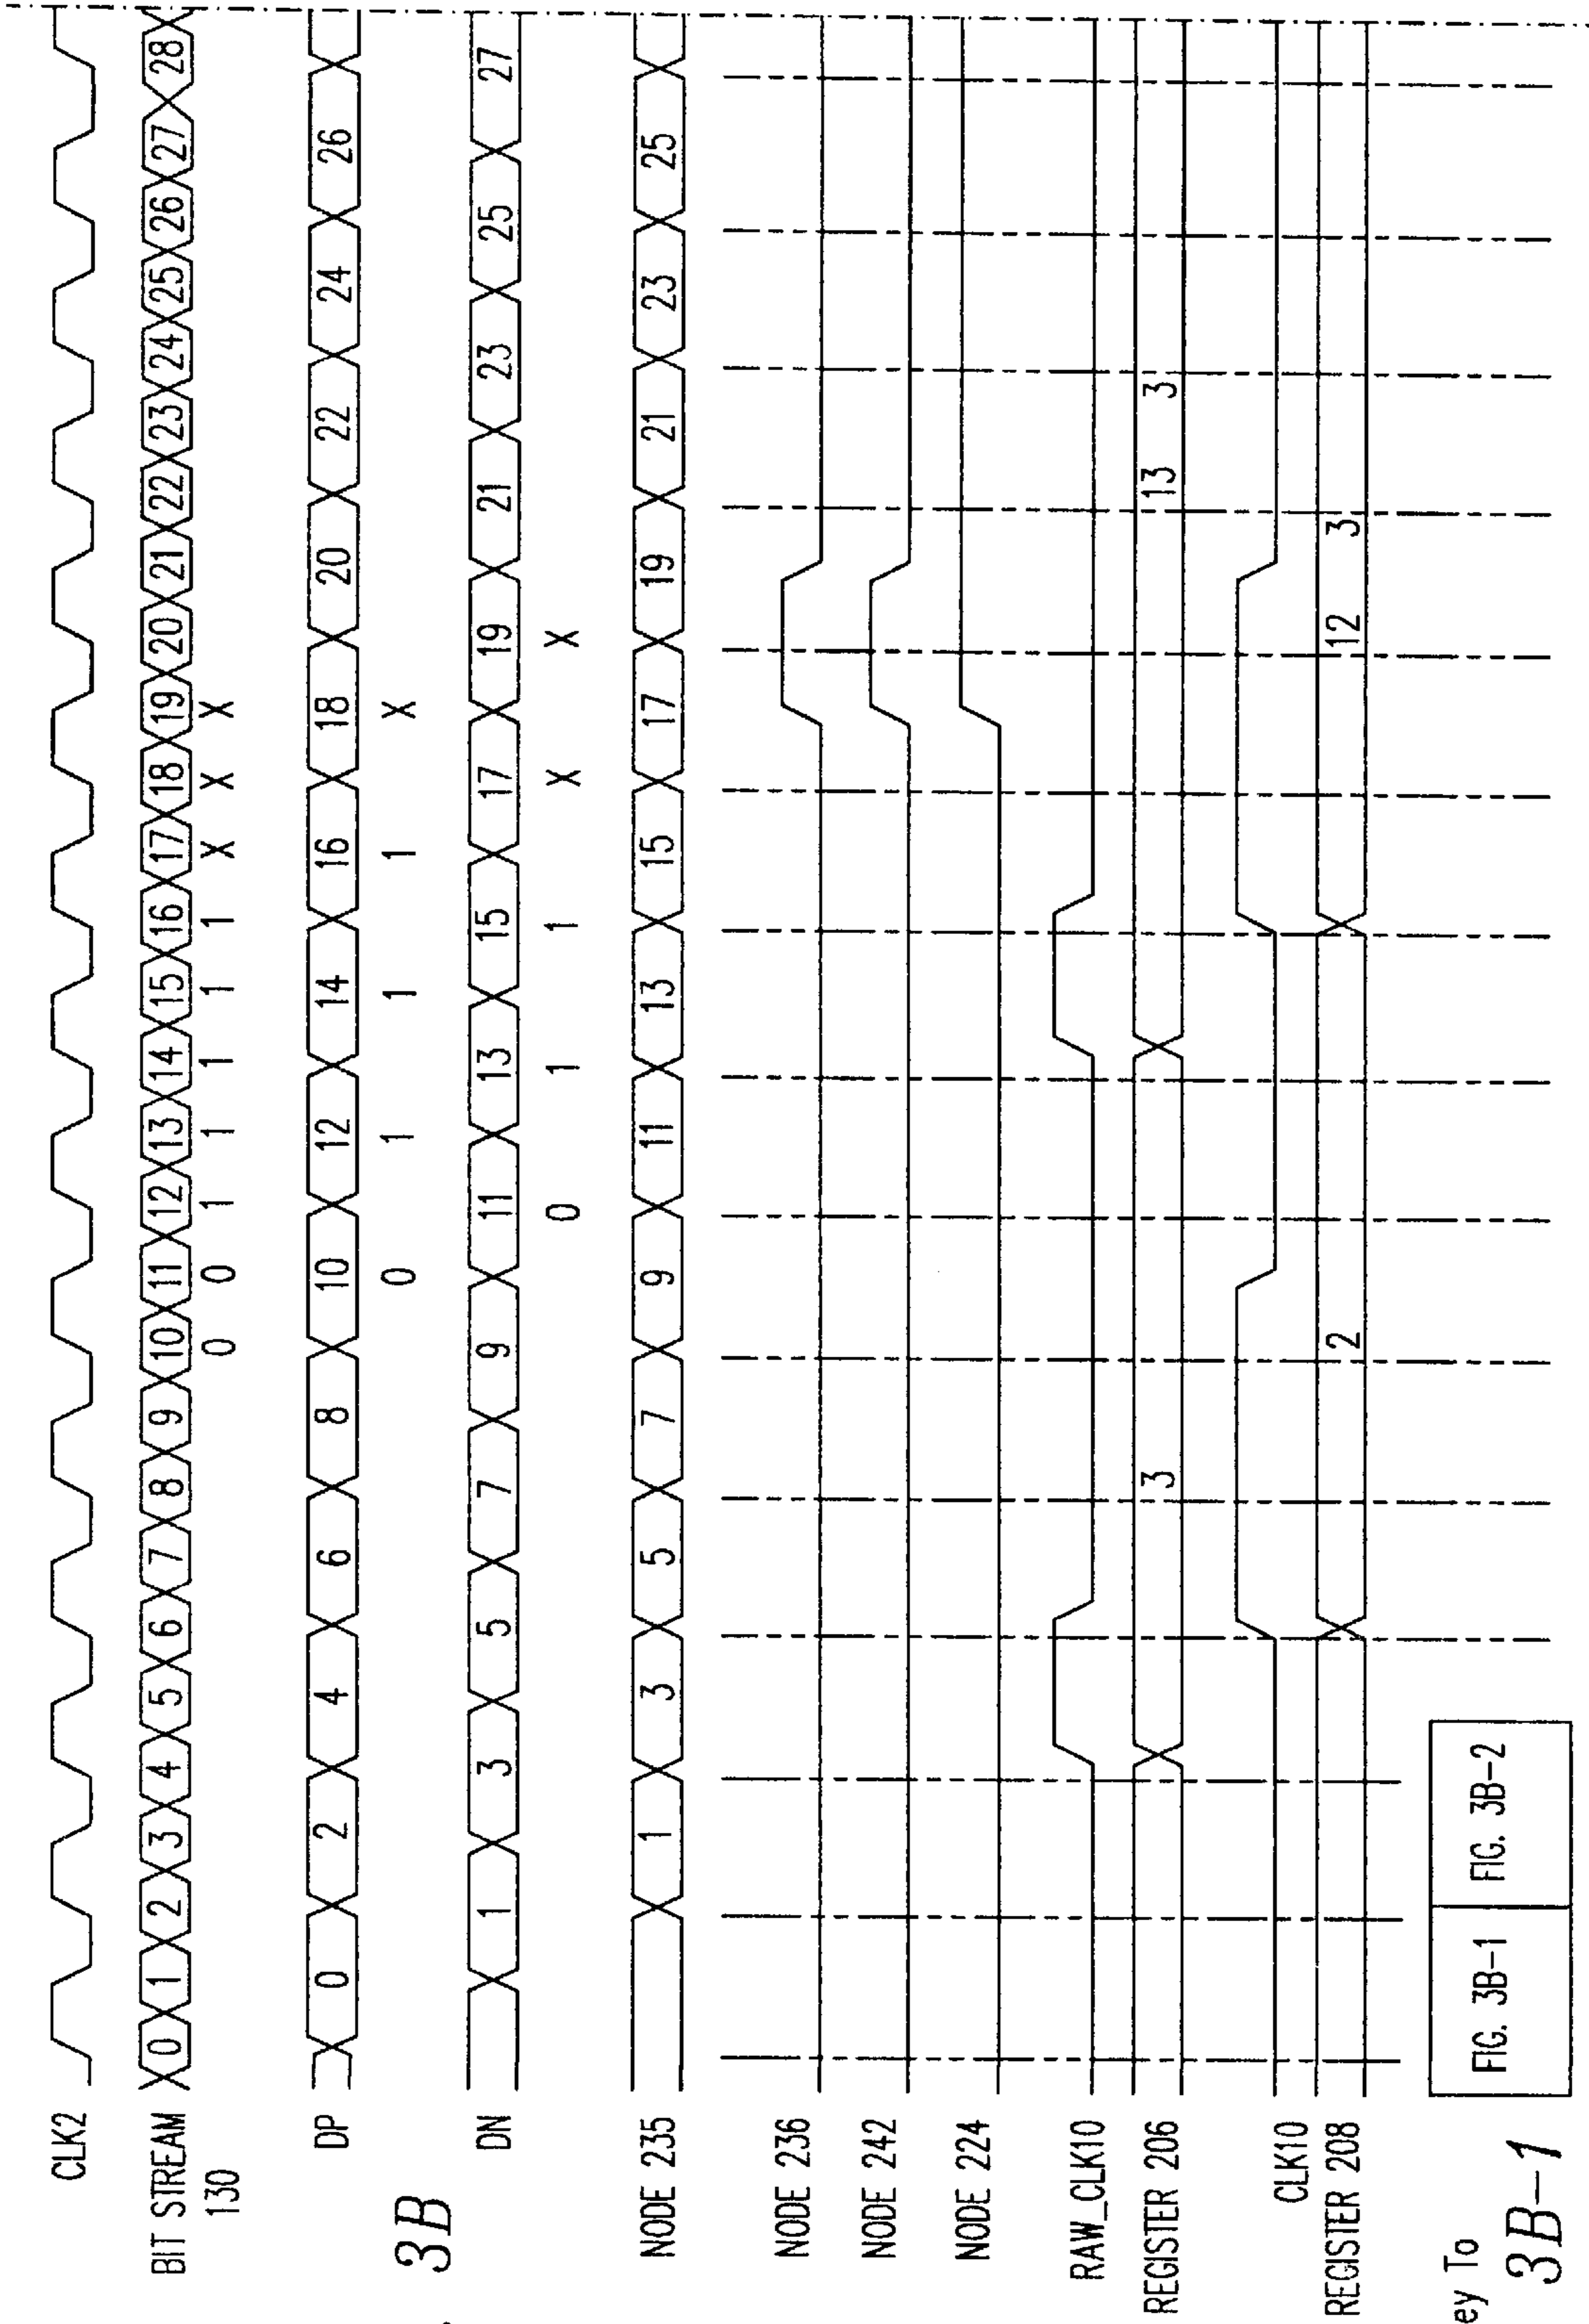 CLK2
BIT STREAM 0 1 2 3 4 5 6 7 8 9 10 11 12 13 14 15 16 17 18 19 20 21 22 23 24 25 26 27 28
130 0 0 1 1 1 1 1 X X X
DP 0 2 4 6 8 10 12 14 16 18 20 22 24 26
0 1 1 1 X
3B
DN 1 3 5 7 9 11 13 15 17 19 21 23 25 27
0 1 1 X X
NODE 235 1 3 5 7 9 11 13 15 17 19 21 23 25
NODE 236
NODE 242
NODE 224
RAW_CLK10
REGISTER 206 3 13 3
CLK10
REGISTER 208 2 12 3
ey To
3B-1
FIG. 3B-1 FIG. 3B-2